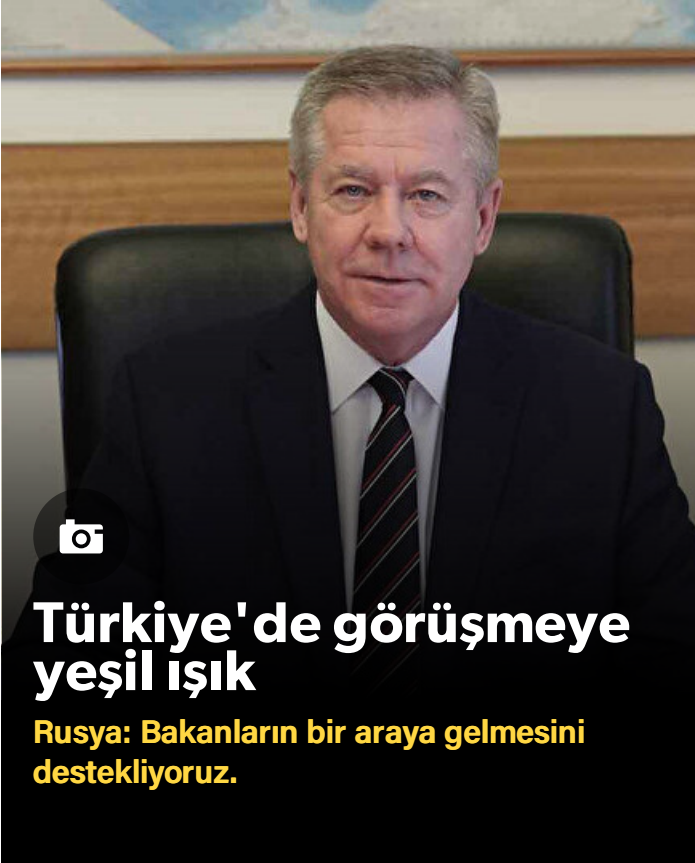 Türkiye'de görüşmeye
yeşil ışık
Rusya: Bakanların bir araya gelmesini
destekliyoruz.